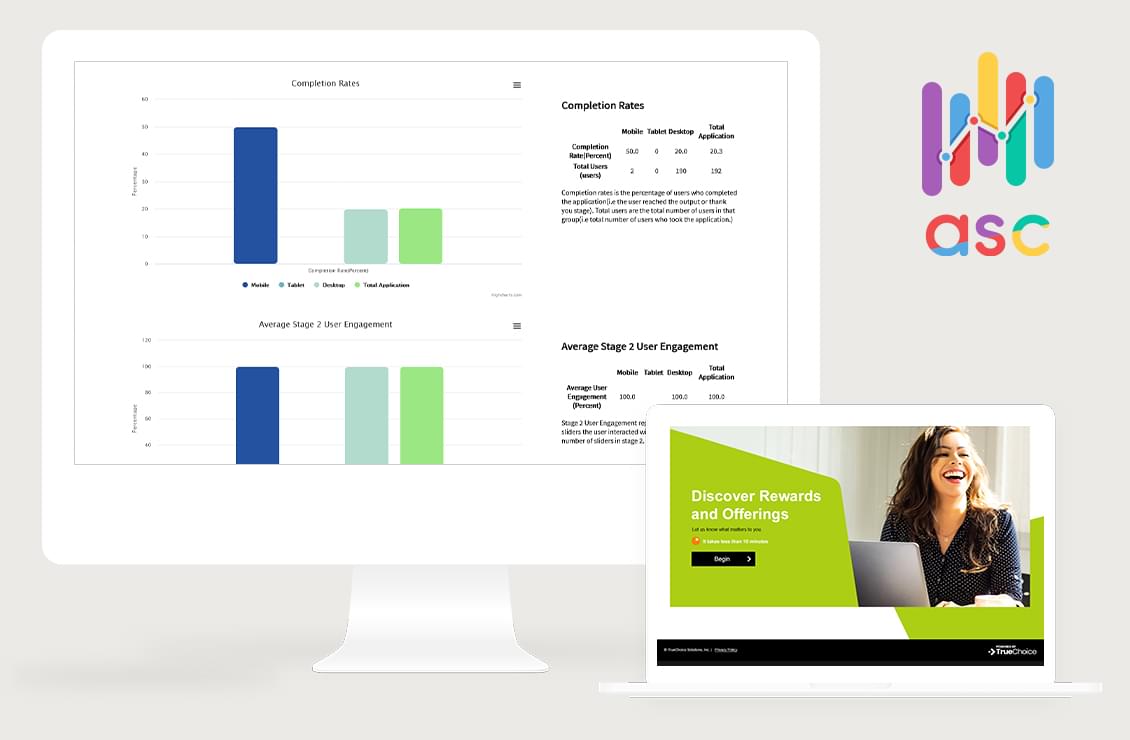 Completion Rates
60
50
40
30
20
10
0
Percentage
Completion Rate(Percent)
Mobile Tablet Desktop Total Application
Highcharts.com
Completion Rates
Mobile Tablet Desktop Total
Application
Completion
Rate(Percent) 50.0 0 20.0 20.3
Total Users
(users) 2 0 190 192
Completion rates is the percentage of users who completed
the application(i.e the user reached the output or thank
you stage). Total users are the total number of users in that
group(i.e total number of users who took the application.)
Average Stage 2 User Engagement
120
100
80
60
40
Percentage
Average Stage 2 User Engagement
Mobile Tablet Desktop Total
Application
Average User
Engagement
(Percent) 100.0 100.0 100.0
Stage 2 User Engagement
sliders the user interacted
number of sliders in stage 2.
asc
Discover Rewards
and Offerings
Let us know what matters to you.
It takes less than 10 minutes
Begin
© TrueChoice Solutions, Inc. | Privacy Policy
POWERED BY
TrueChoice